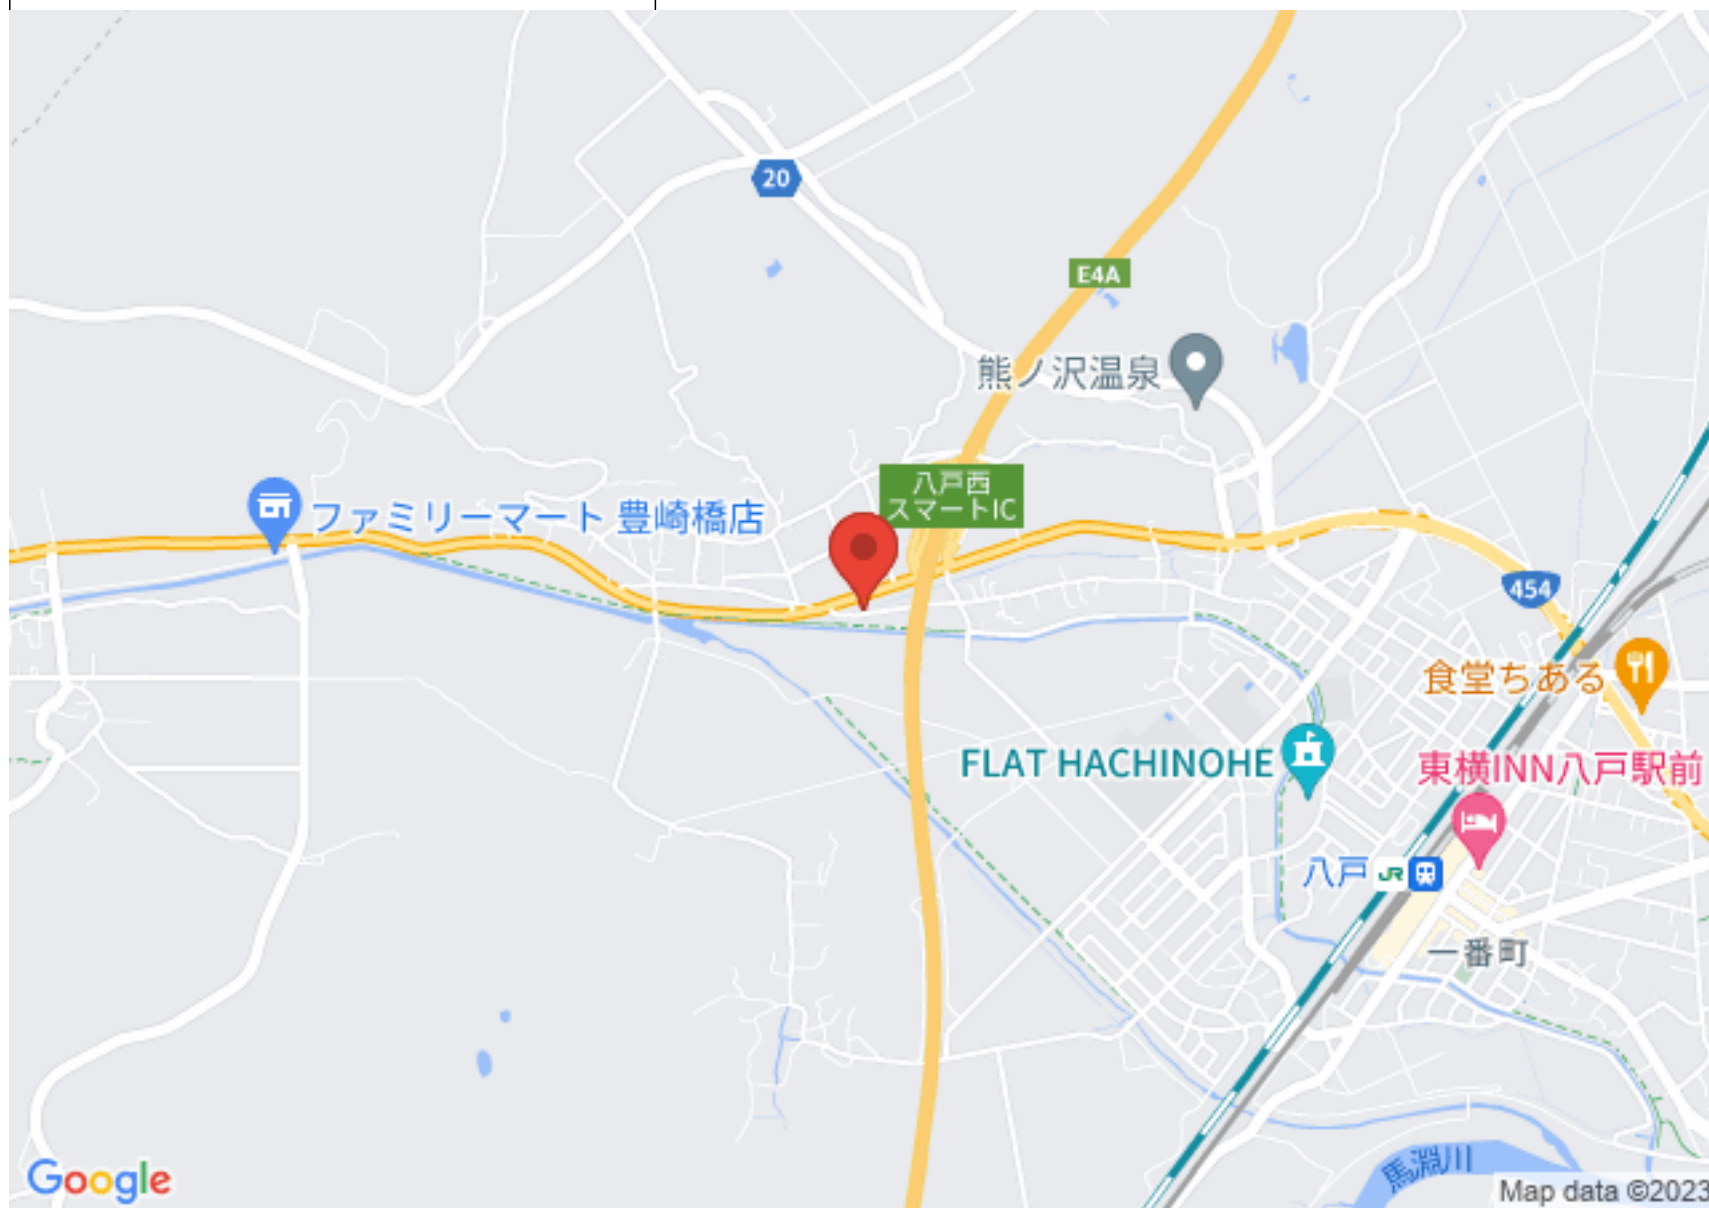 20
E4A
熊ノ沢温泉
八戸西
スマートIC
ファミリーマート 豊崎橋店
454
食堂ちある
FLAT HACHINOHE
東横INN八戸駅前
八戸 JR
一番町
馬淵川
Google
Map data ©2023